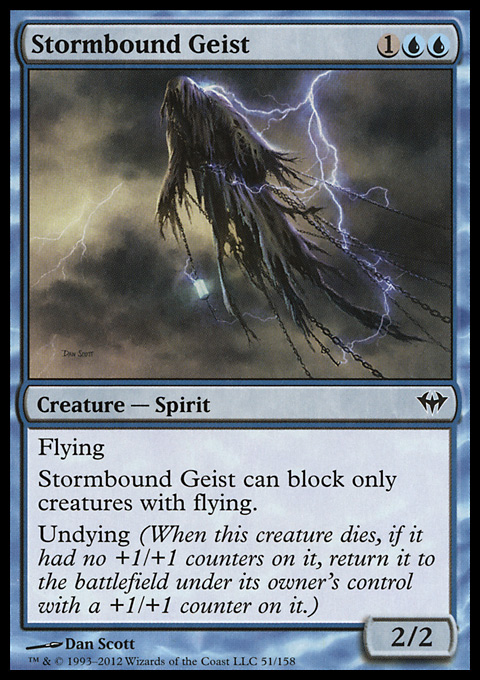 Stormbound Geist 1
DAN SCOTT
Creature — Spirit
Flying
Stormbound Geist can block only
creatures with flying.
Undying (When this creature dies, if it
had no +1/+1 counters on it, return it to
the battlefield under its owner's control
with a +1/+1 counter on it.)
2/2
Dan Scott
™ & © 1993–2012 Wizards of the Coast LLC 51/158